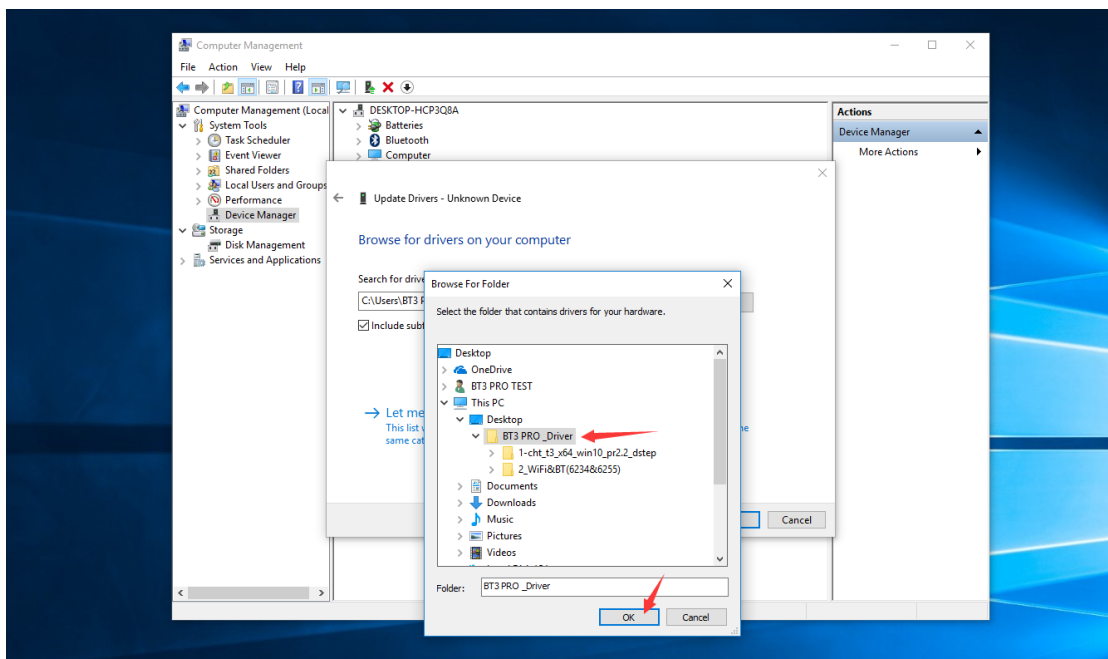 Computer Management
File Action View Help
Computer Management (Local
System Tools
Task Scheduler
Event Viewer
Shared Folders
Local Users and Groups
Performance
Device Manager
Storage
Disk Management
Services and Applications
DESKTOP-HCP3Q8A
Batteries
Bluetooth
Computer
Actions
Device Manager
More Actions
Update Drivers - Unknown Device
Browse for drivers on your computer
Search for drive
C:\Users\BT3 P
Include sub
Let me
This list
same cat
he
Cancel
Browse For Folder
Select the folder that contains drivers for your hardware.
Desktop
OneDrive
BT3 PRO TEST
This PC
Desktop
BT3 PRO _Driver
1-cht_t3_x64_win10_pr2.2_dstep
2_WiFi&BT(6234&6255)
Documents
Downloads
Music
Pictures
Videos
Folder: BT3 PRO _Driver
OK Cancel